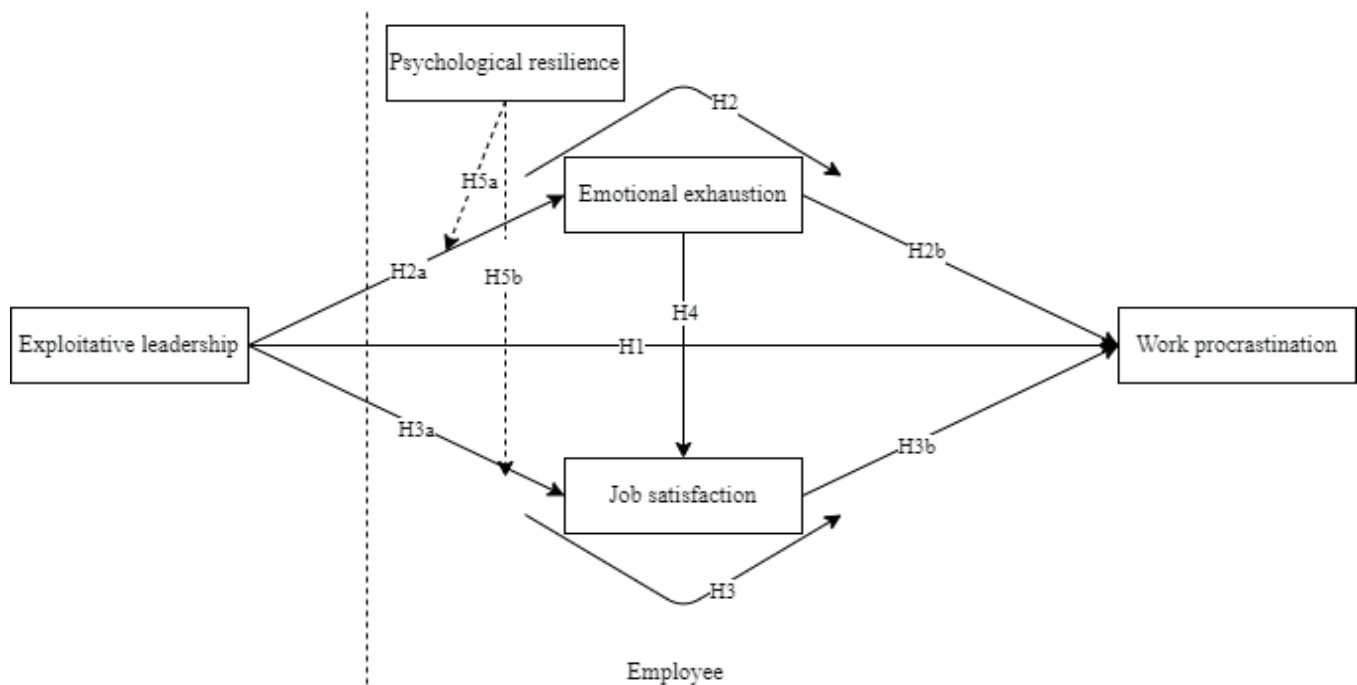 Psychological resilience
H2
H5a
Emotional exhaustion
H2a
H5b
H2b
H4
Exploitative leadership
H1
Work procrastination
H3a
H3b
Job satisfaction
H3
Employee